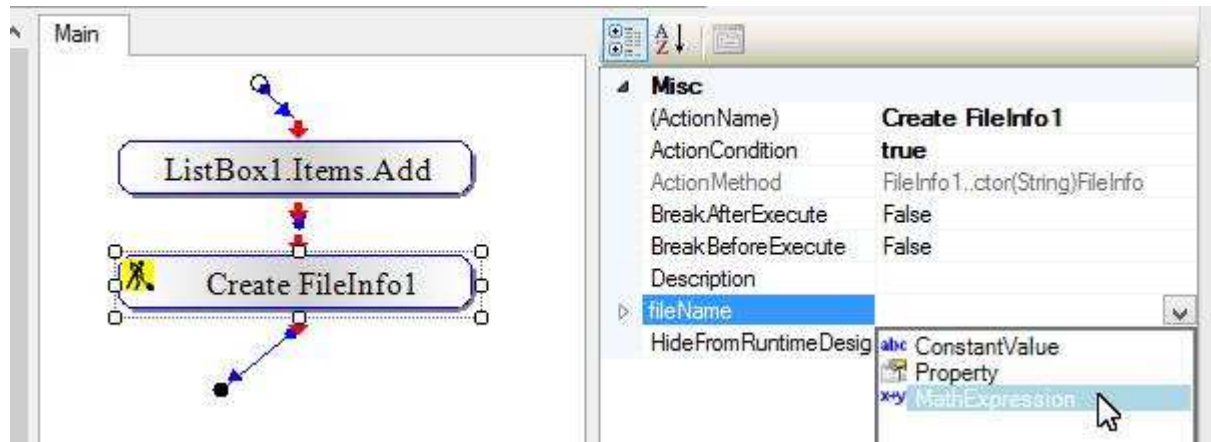 Main
ListBox1.Items.Add
Create FileInfo1
A
Z
Misc
(ActionName) Create FileInfo1
ActionCondition true
ActionMethod FileInfo1..ctor(String)FileInfo
BreakAfterExecute False
BreakBeforeExecute False
Description
fileName
HideFromRuntimeDesig
abc ConstantValue
Property
x+y MathExpression